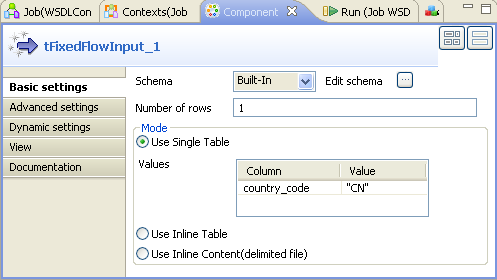 Job(WSDLCon Contexts(Job Component Run (Job WSD
tFixedFlowInput_1
Basic settings
Advanced settings
Dynamic settings
View
Documentation
Schema Built-In Edit schema ...
Number of rows 1
Mode
Use Single Table
Values
Column Value
country_code "CN"
Use Inline Table
Use Inline Content(delimited file)